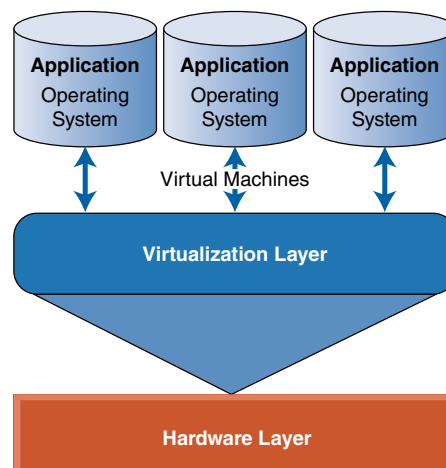 Application
Operating
System
Application
Operating
System
Application
Operating
System
Virtual Machines
Virtualization Layer
Hardware Layer